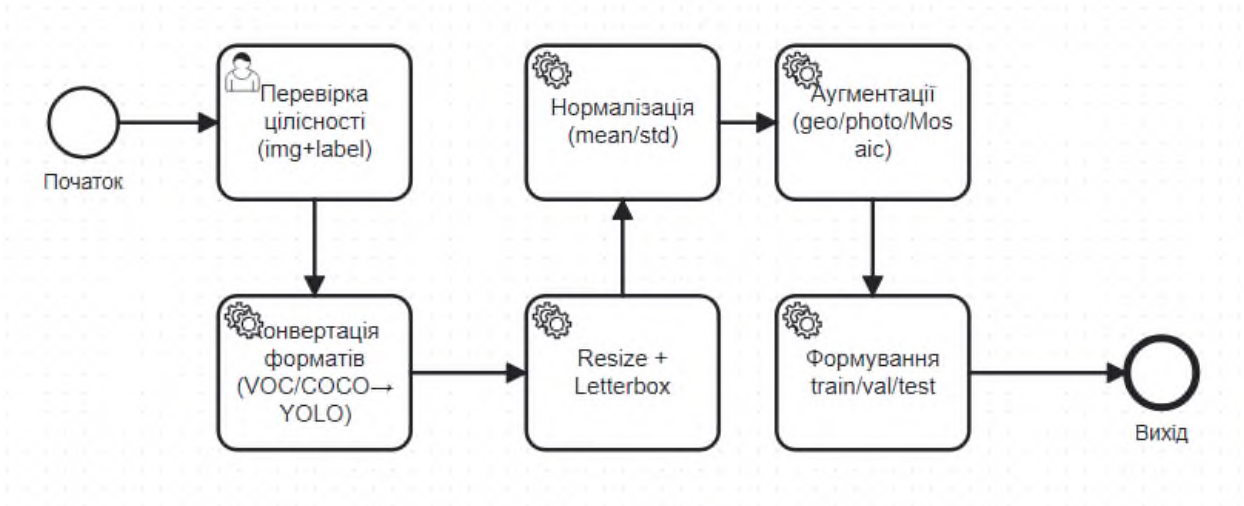 Початок
Перевірка
цілісності
(img+label)
Конвертація
форматів
(VOC/COCO→
YOLO)
Resize +
Letterbox
Нормалізація
(mean/std)
Аугментації
(geo/photo/Mos
aic)
Формування
train/val/test
Вихід